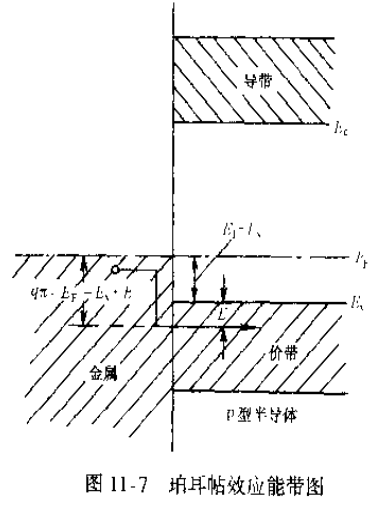 导带
E_c
E_F-E_v
E_F
qπ=E_F-E_v+E
E_v
E
价带
金属
p型半导体
图 11-7 珀耳帖效应能带图